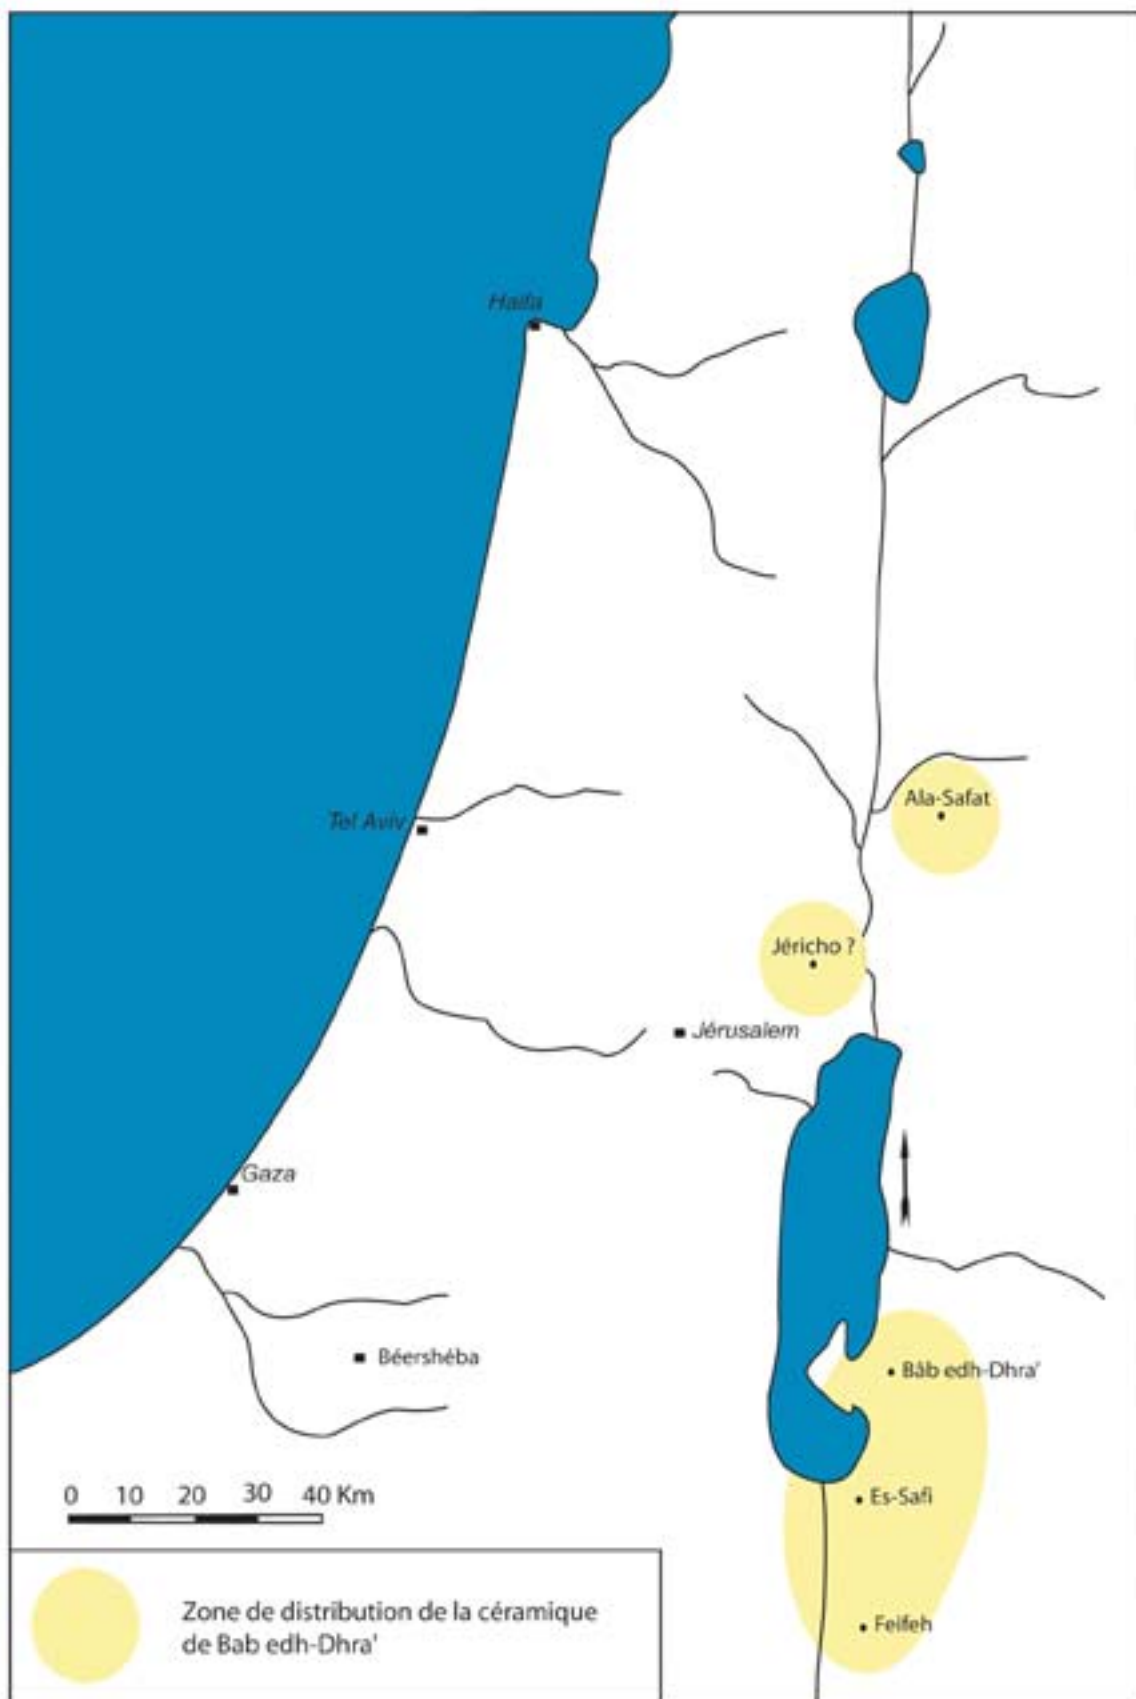 Haifa
Ala-Safat
Tel Aviv
Jéricho ?
Jérusalem
Gaza
Béershéba
Bâb edh-Dhra'
0 10 20 30 40 Km
Es-Safi
Zone de distribution de la céramique
de Bab edh-Dhra'
Feifeh